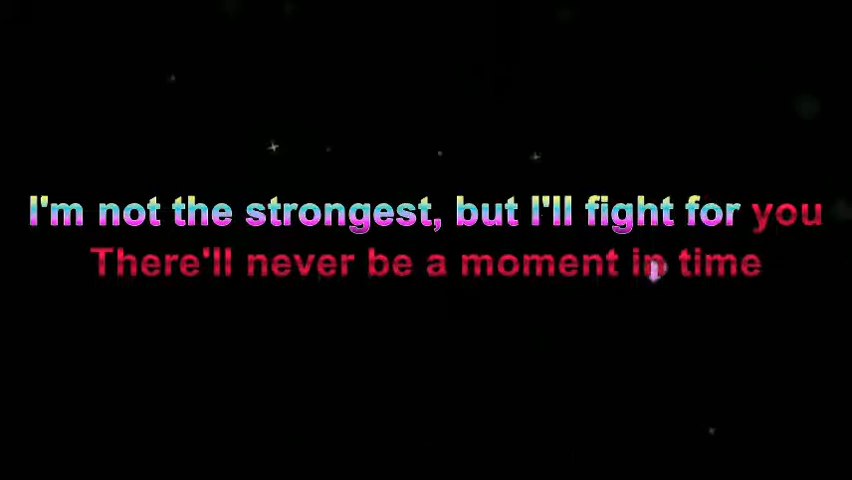 I'm not the strongest, but I'll fight for you
There'll never be a moment in time